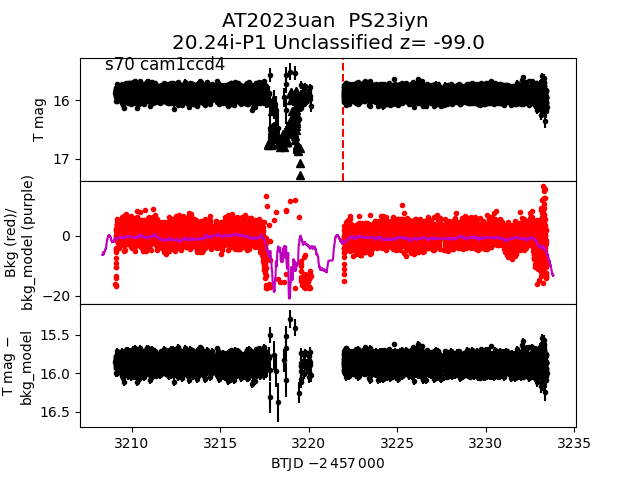 AT2023uan  PS23iyn
20.24i-P1 Unclassified z= -99.0
s70 cam1ccd4
T mag
16
17
Bkg (red)/
bkg_model (purple)
0
−20
T mag −
bkg_model
15.5
16.0
16.5
3210 3215 3220 3225 3230 3235
BTJD −2 457 000